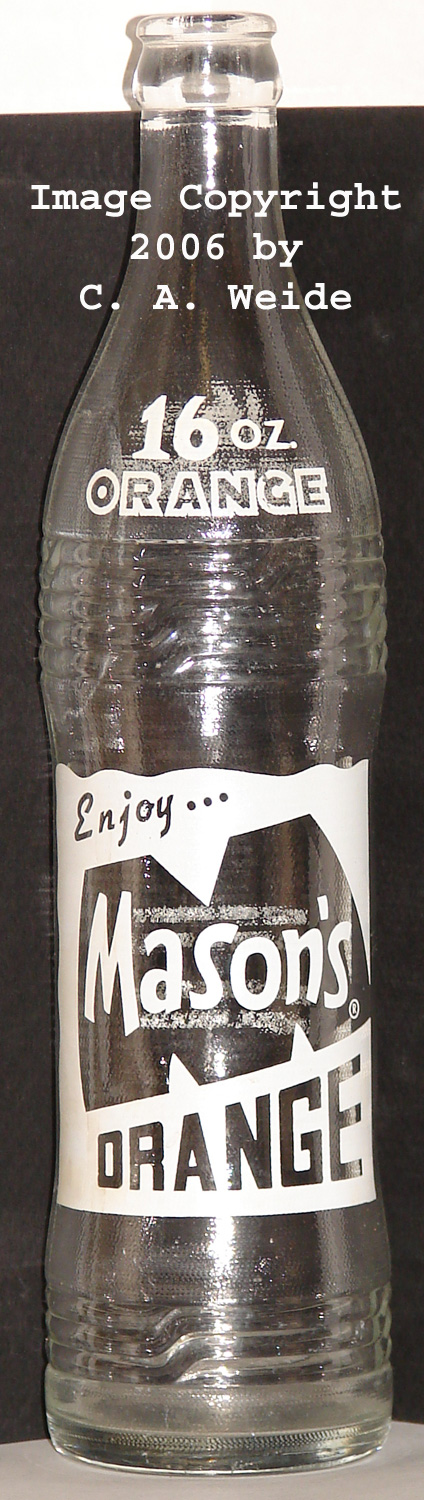 Image Copyright
2006 by
C. A. Weide
16 OZ.
ORANGE
Enjoy...
Mason's®
ORANGE